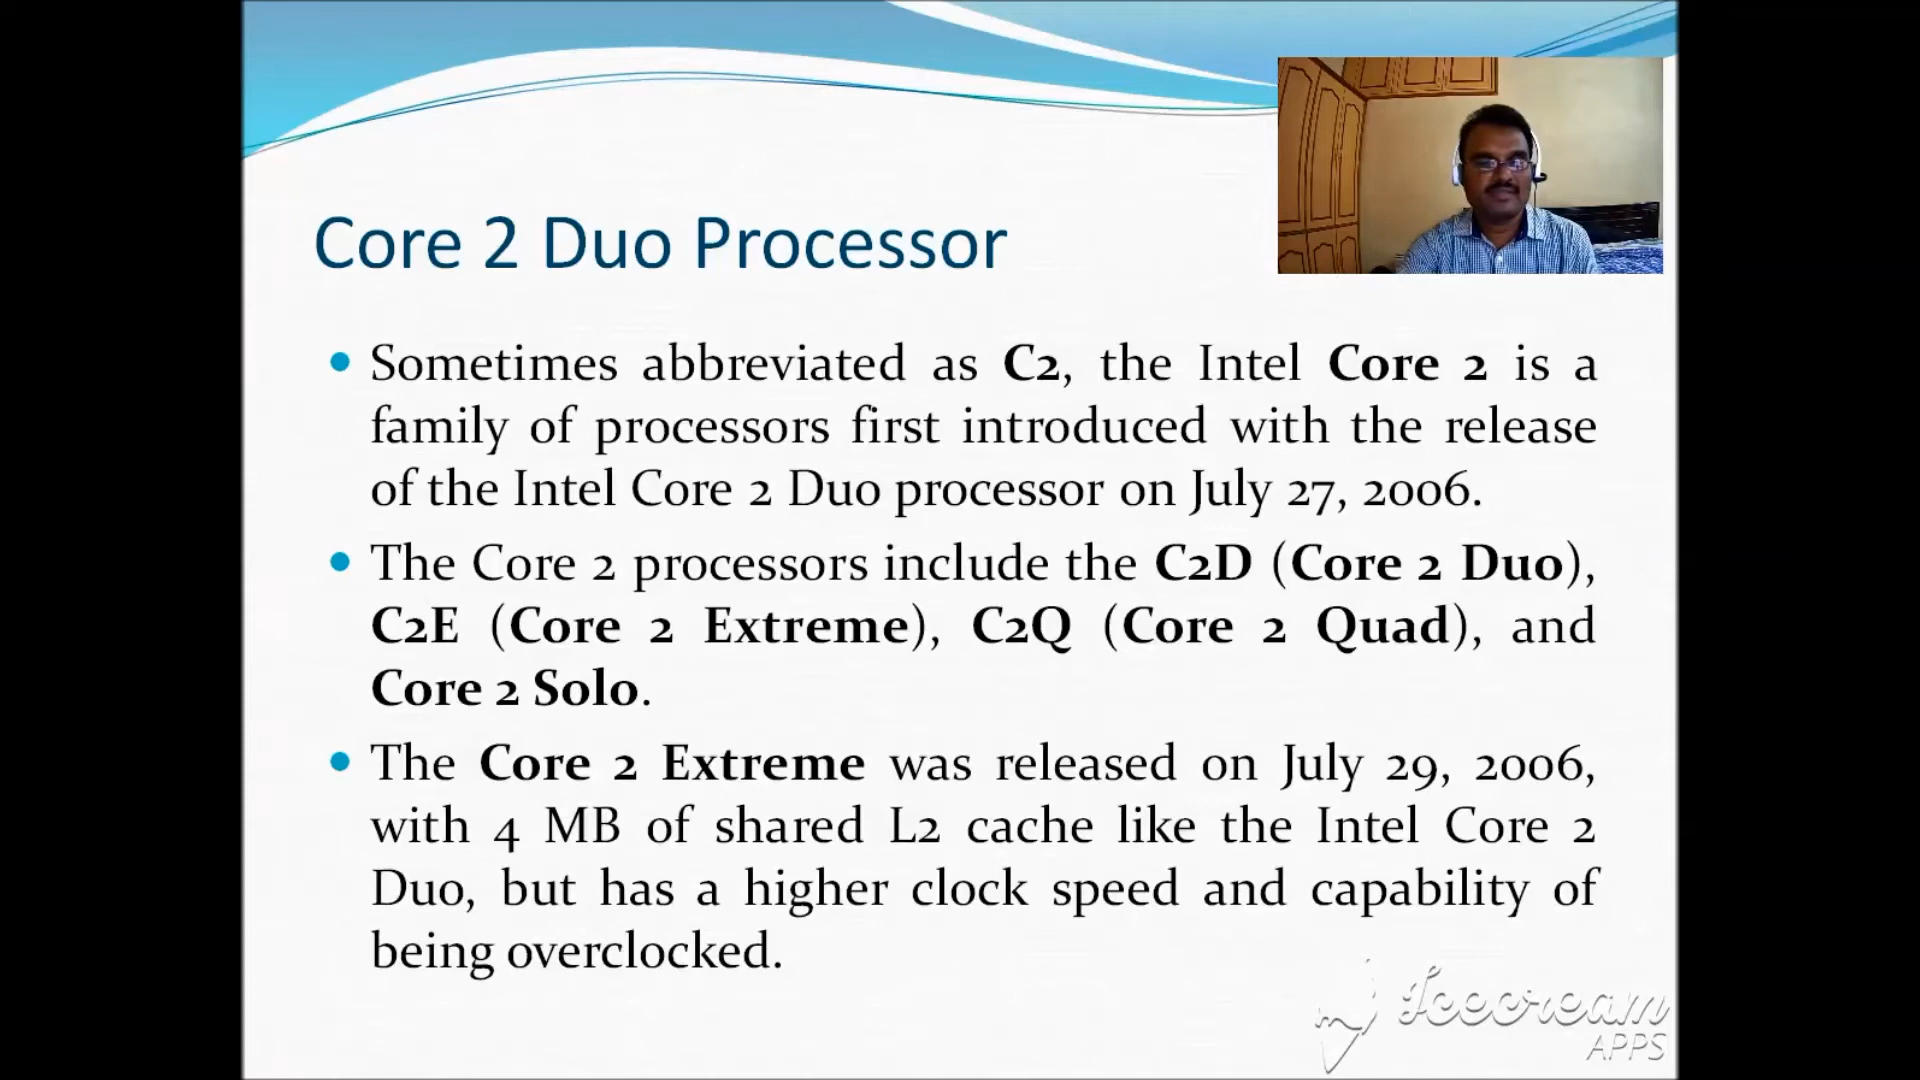 Core 2 Duo Processor
Sometimes abbreviated as C2, the Intel Core 2 is a
family of processors first introduced with the release
of the Intel Core 2 Duo processor on July 27, 2006.
The Core 2 processors include the C2D (Core 2 Duo),
C2E (Core 2 Extreme), C2Q (Core 2 Quad), and
Core 2 Solo.
The Core 2 Extreme was released on July 29, 2006,
with 4 MB of shared L2 cache like the Intel Core 2
Duo, but has a higher clock speed and capability of
being overclocked.
Icecream
APPS